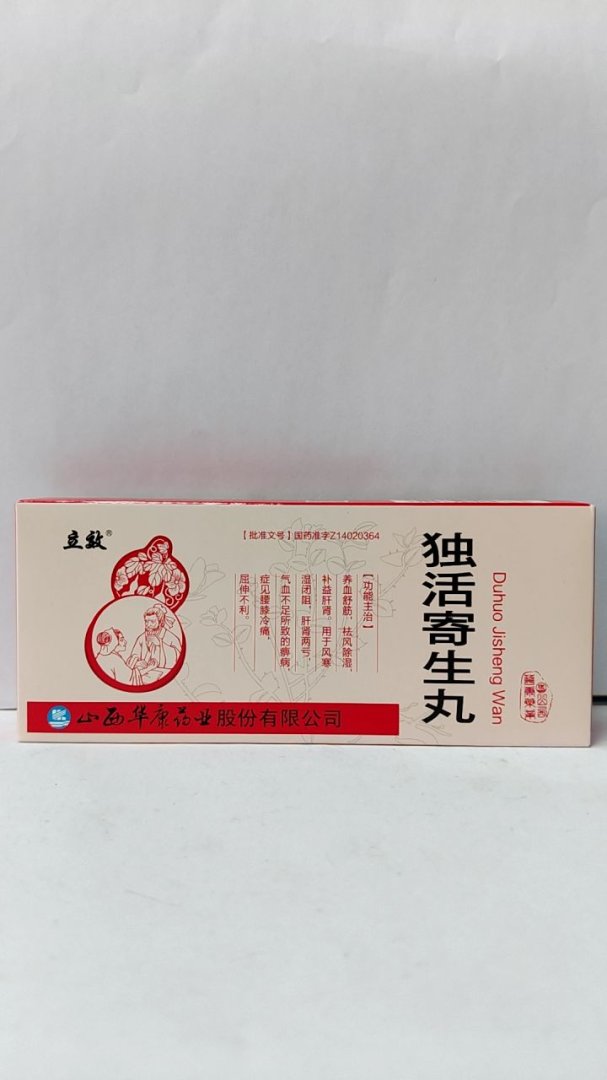 立效®
【批准文号】国药准字Z14020364
独活寄生丸
Duhuo Jisheng Wan
【功能主治】
养血舒筋，祛风除湿，
补益肝肾。用于风寒
湿闭阻，肝肾两亏，
气血不足所致的痹病，
症见腰膝冷痛，
屈伸不利。
山西华康药业股份有限公司